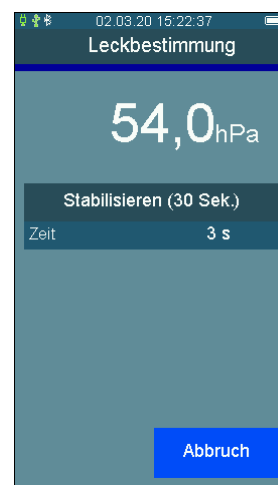 02.03.20 15:22:37
Leckbestimmung
54,0hPa
Stabilisieren (30 Sek.)
Zeit 3 s
Abbruch